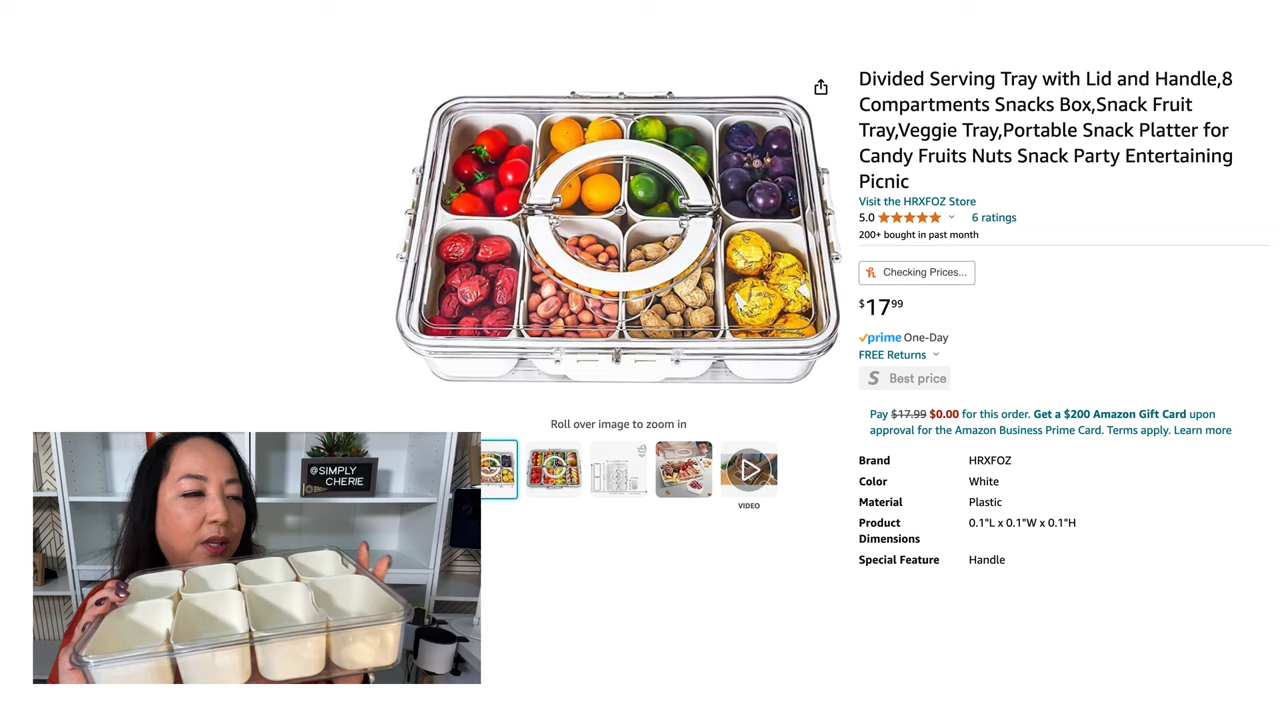 Divided Serving Tray with Lid and Handle,8
Compartments Snacks Box,Snack Fruit
Tray,Veggie Tray,Portable Snack Platter for
Candy Fruits Nuts Snack Party Entertaining
Picnic
Visit the HRXFOZ Store
5.0 6 ratings
200+ bought in past month
Checking Prices...
$17 99
prime One-Day
FREE Returns
S Best price
Pay $17.99 $0.00 for this order. Get a $200 Amazon Gift Card upon
approval for the Amazon Business Prime Card. Terms apply. Learn more
Brand HRXFOZ
Color White
Material Plastic
Product Dimensions 0.1"L x 0.1"W x 0.1"H
Special Feature Handle
Roll over image to zoom in
VIDEO
@SIMPLY
CHERIE